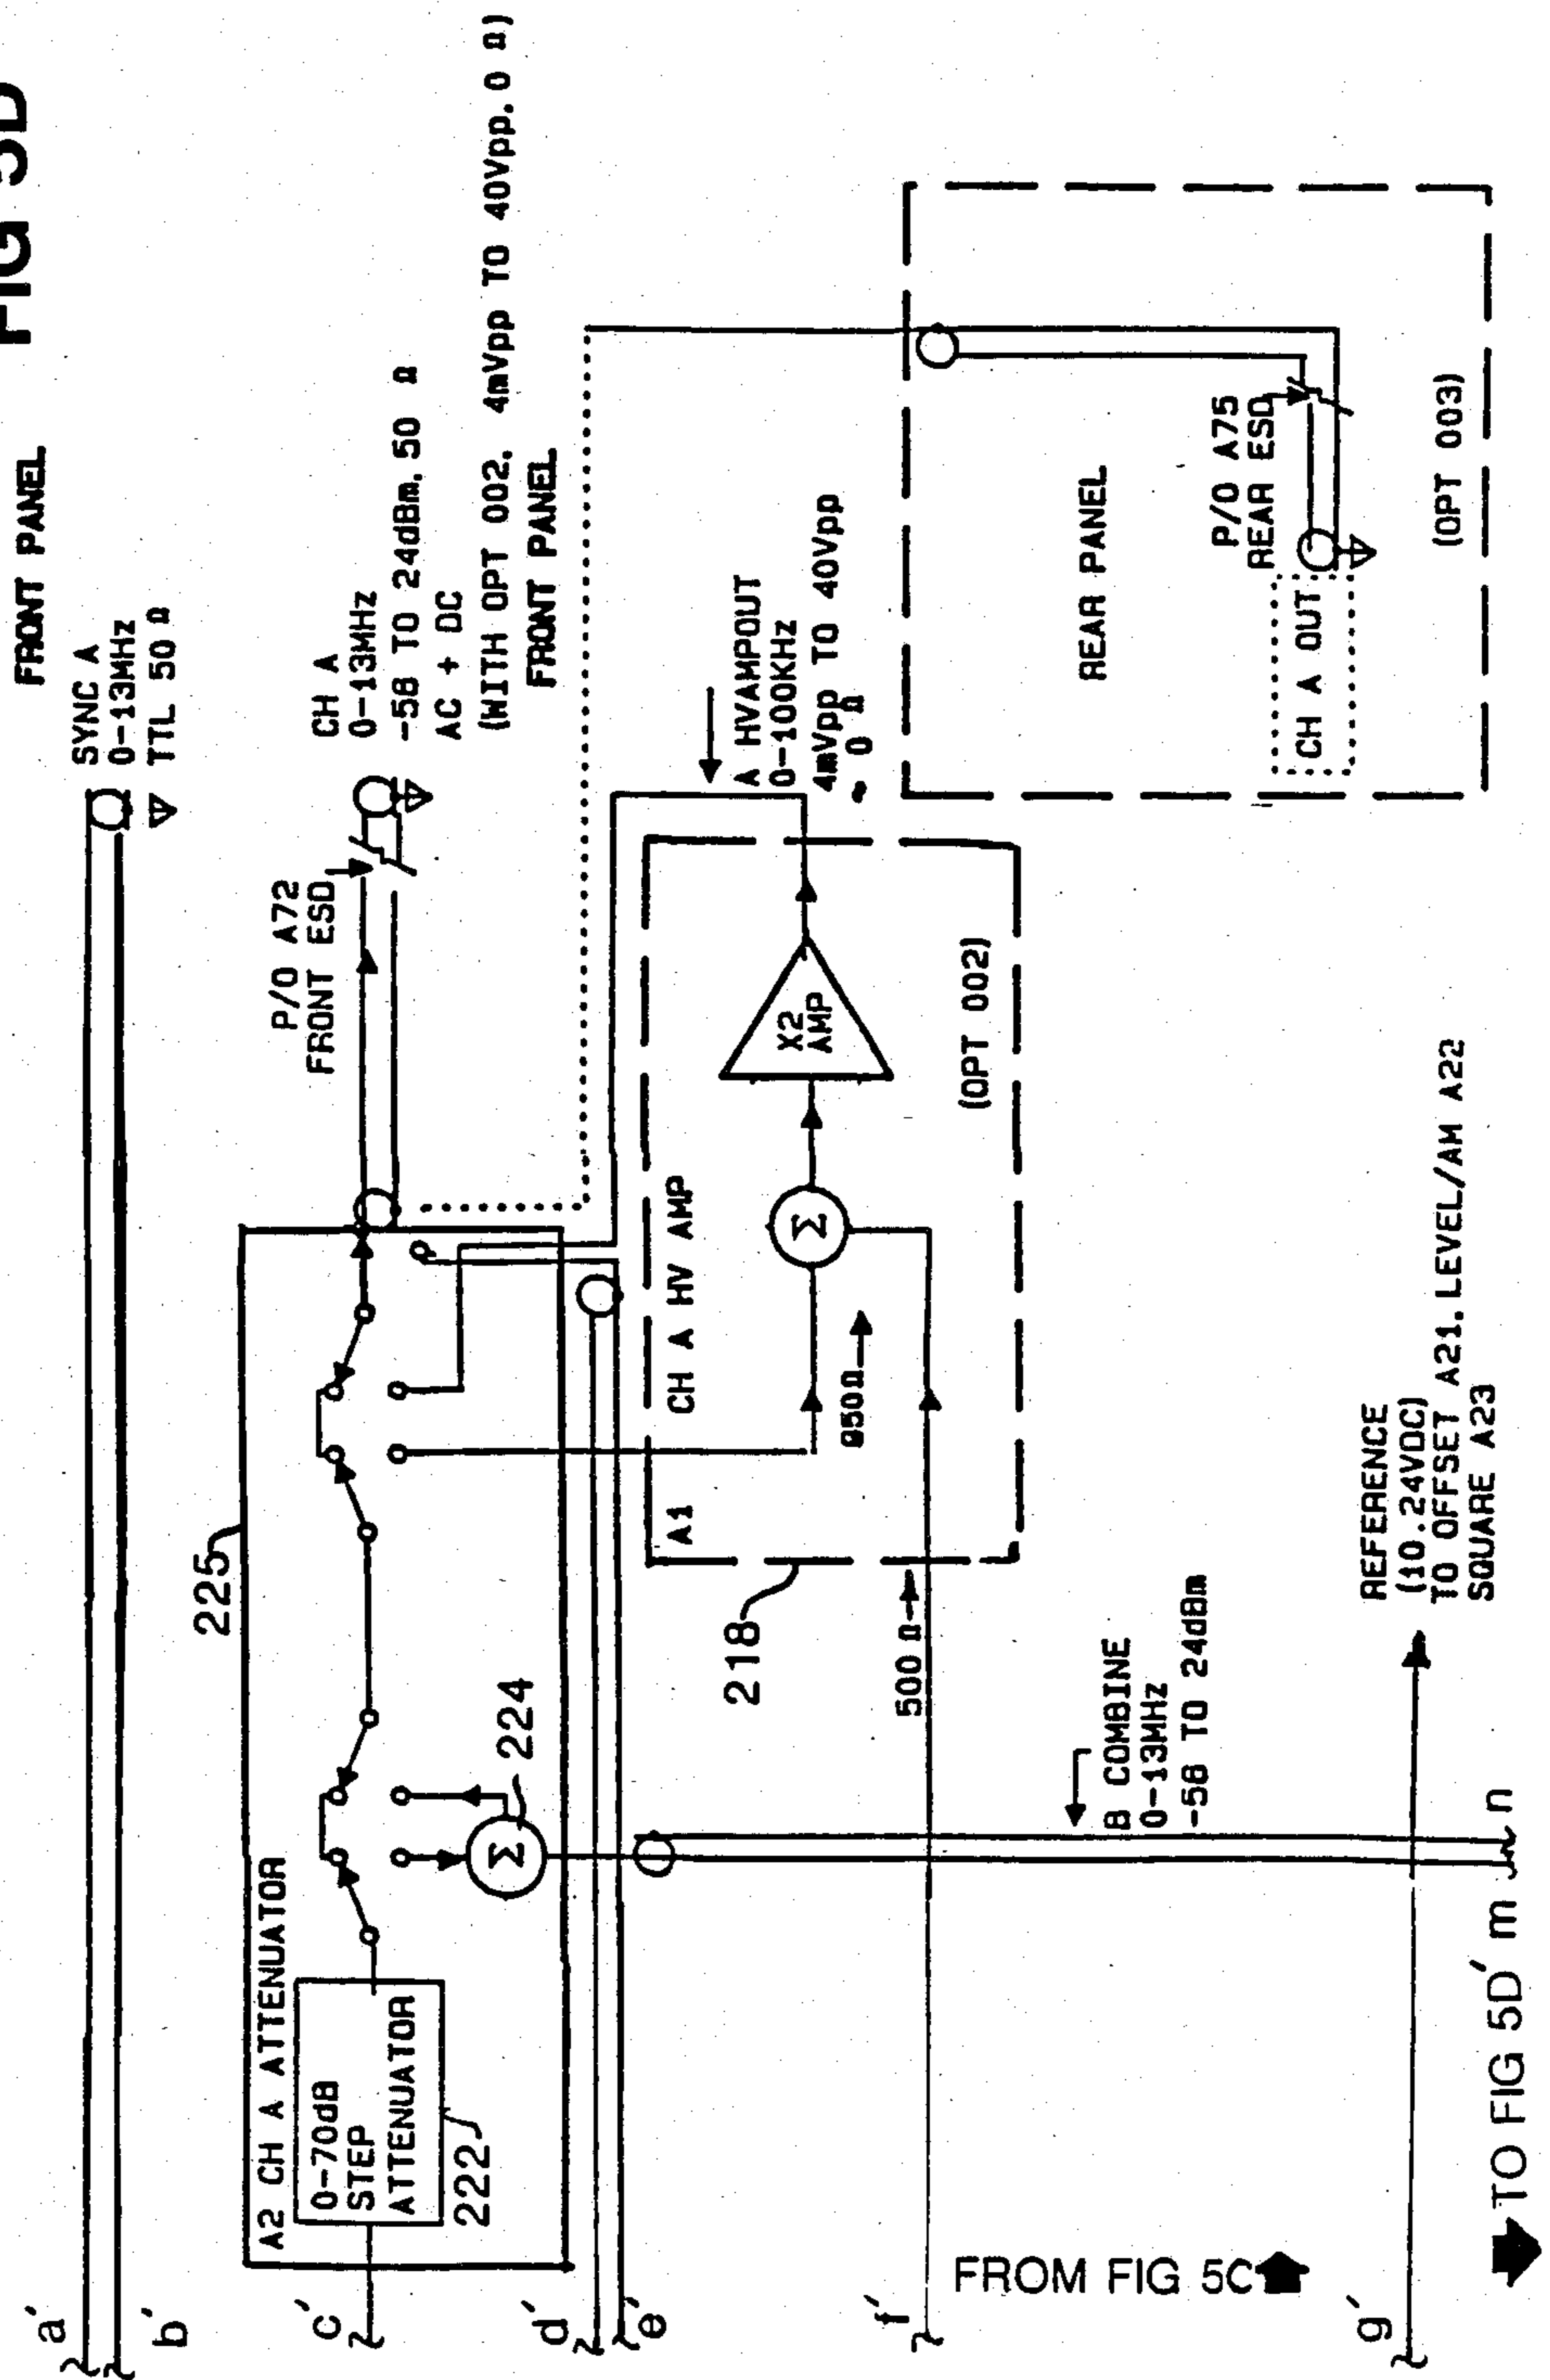 FIG 5D
FRONT PANEL
SYNC A
0-13MHz
TTL 50 Ω
CH A
0-13MHz
-58 TO 24dBm, 50 Ω
AC + DC
(WITH OPT 002, 4mVpp TO 40Vpp, 0 Ω)
FRONT PANEL
P/O A72
FRONT ESD
225
A2 CH A ATTENUATOR
0-70dB
STEP
ATTENUATOR
222
Σ
224
a'
b'
c'
d'
e'
f'
g'
A HVAMPOUT
0-100KHz
4mVpp TO 40Vpp
~ 0 Ω
A1 CH A HV AMP
Σ
X2
AMP
950Ω
(OPT 002)
218
500 Ω
REAR PANEL
P/O A75
REAR ESD
CH A OUT
(OPT 003)
B COMBINE
0-13MHz
-58 TO 24dBm
REFERENCE
(10.24VDC)
TO OFFSET A21, LEVEL/AM A22
SQUARE A23
FROM FIG 5C
TO FIG 5D' m n